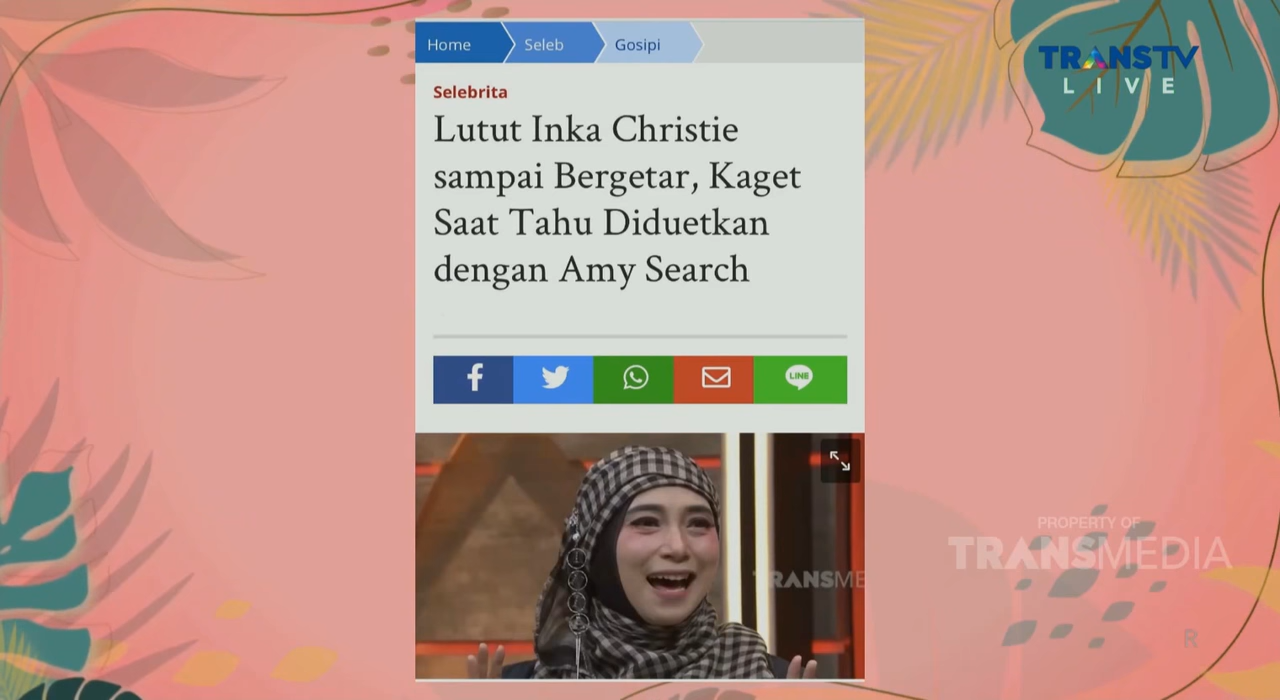 Home Seleb Gosipi
TRANSTV
LIVE
Selebrita
Lutut Inka Christie
sampai Bergetar, Kaget
Saat Tahu Diduetkan
dengan Amy Search
LINE
PROPERTY OF
TRANSMEDIA
RANSME
R